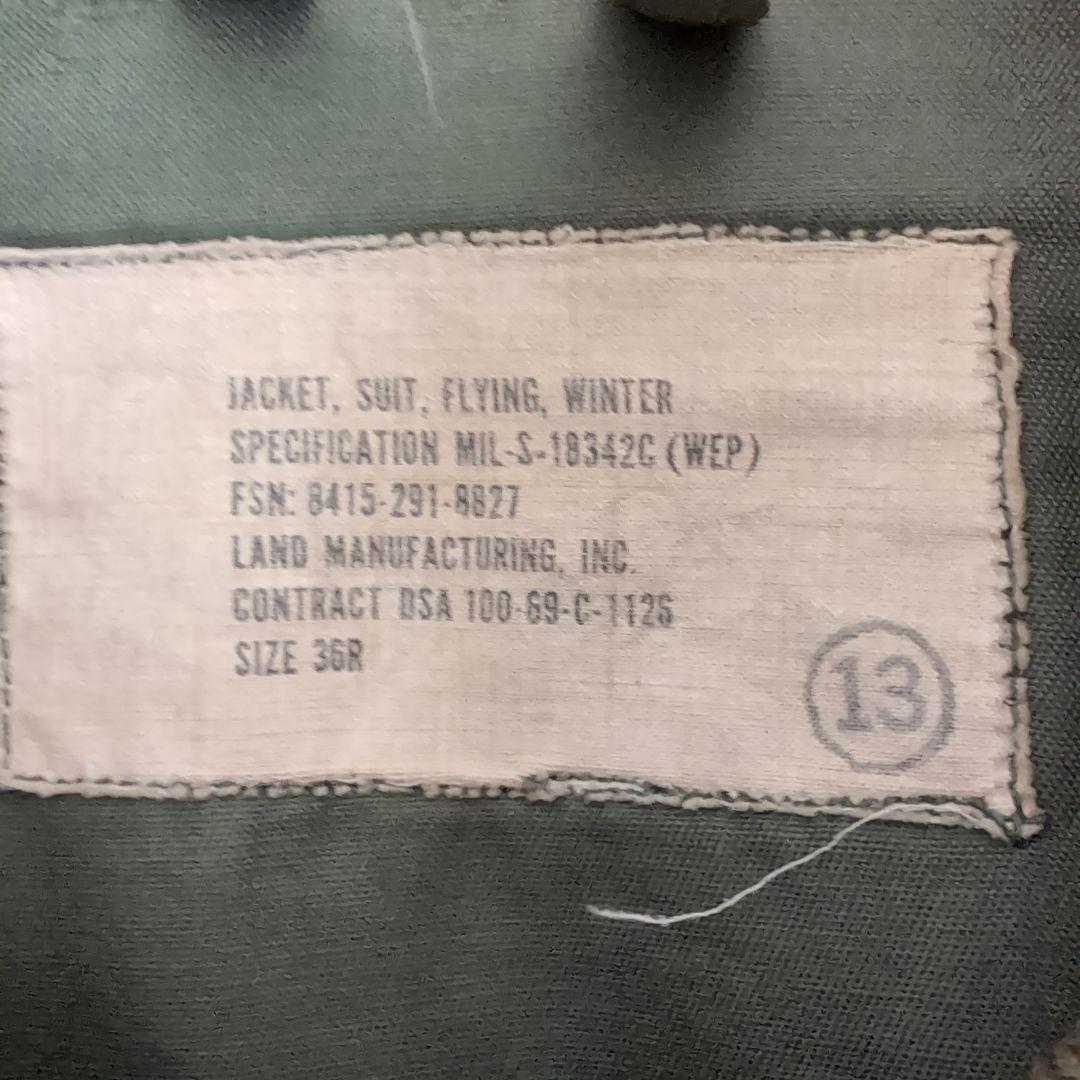 JACKET, SUIT, FLYING, WINTER
SPECIFICATION MIL-S-18342C (WEP)
FSN: 8415-291-8827
LAND MANUFACTURING, INC.
CONTRACT DSA 100-69-C-1126
SIZE 36R
13